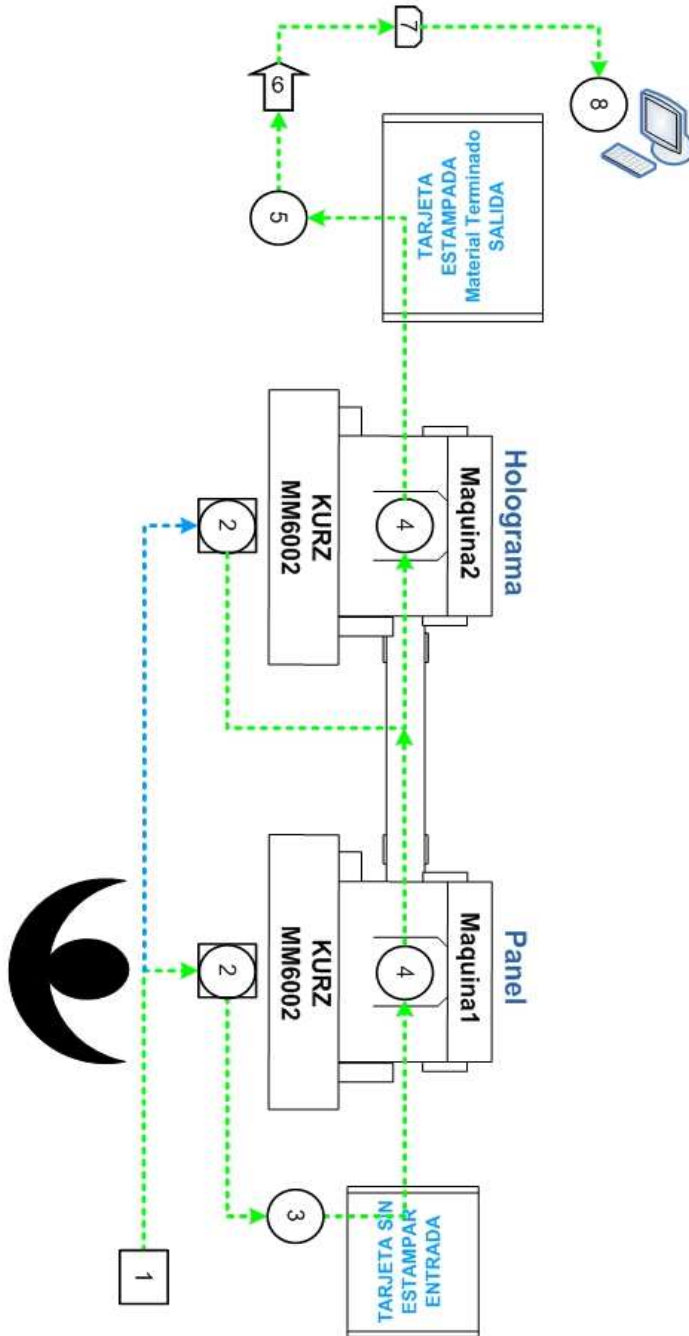 8
Holograma
Panel
TARJETA
ESTAMPADA
Material Terminado
SALIDA
Maquina2
Maquina1
TARJETA SIN
ESTAMPAR
ENTRADA
7
4
4
KURZ
MM6002
KURZ
MM6002
6
5
3
2
2
1